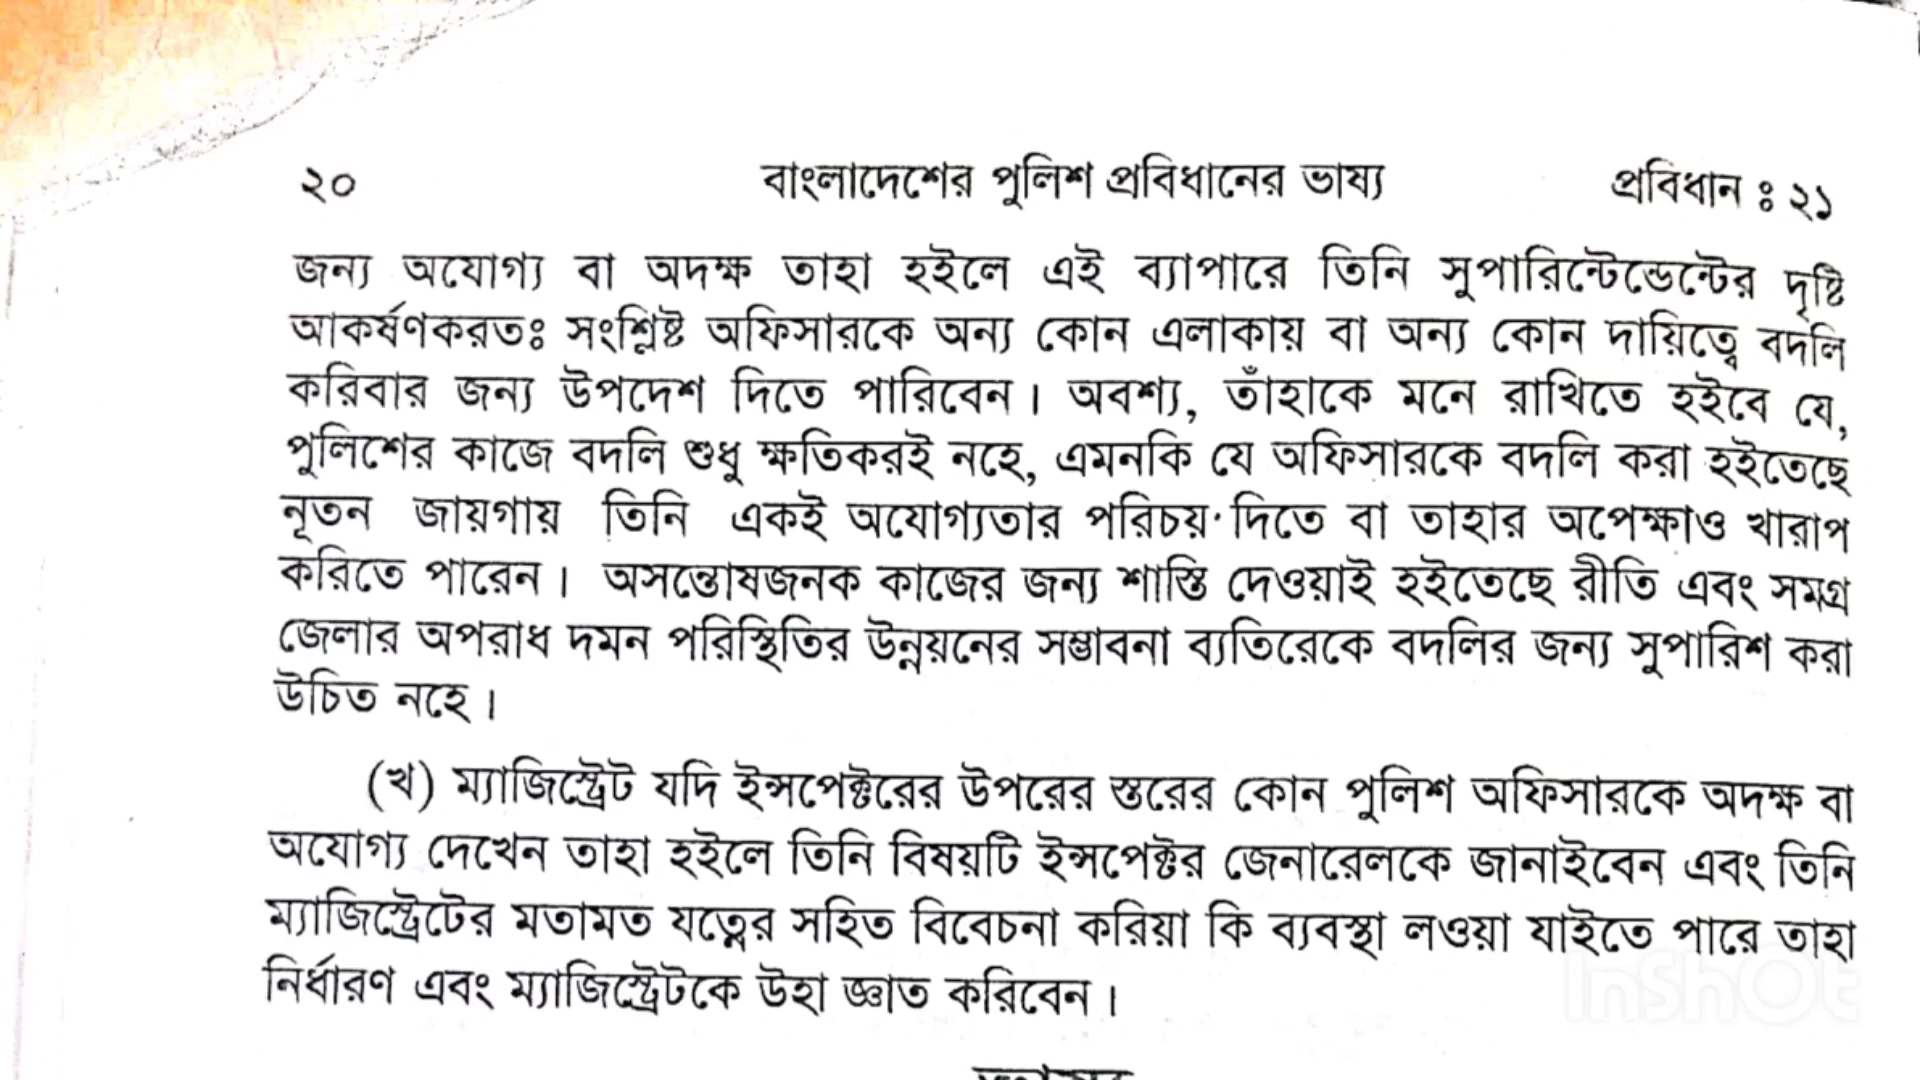 ২০ বাংলাদেশের পুলিশ প্রবিধানের ভাষ্য প্রবিধান ঃ ২১
জন্য অযোগ্য বা অদক্ষ তাহা হইলে এই ব্যাপারে তিনি সুপারিন্টেন্ডেন্টের দৃষ্টি
আকর্ষণকরতঃ সংশ্লিষ্ট অফিসারকে অন্য কোন এলাকায় বা অন্য কোন দায়িত্বে বদলি
করিবার জন্য উপদেশ দিতে পারিবেন। অবশ্য, তাঁহাকে মনে রাখিতে হইবে যে,
পুলিশের কাজে বদলি শুধু ক্ষতিকরই নহে, এমনকি যে অফিসারকে বদলি করা হইতেছে
নূতন জায়গায় তিনি একই অযোগ্যতার পরিচয় দিতে বা তাহার অপেক্ষাও খারাপ
করিতে পারেন। অসন্তোষজনক কাজের জন্য শাস্তি দেওয়াই হইতেছে রীতি এবং সমগ্র
জেলার অপরাধ দমন পরিস্থিতির উন্নয়নের সম্ভাবনা ব্যতিরেকে বদলির জন্য সুপারিশ করা
উচিত নহে।
(খ) ম্যাজিস্ট্রেট যদি ইন্সপেক্টরের উপরের স্তরের কোন পুলিশ অফিসারকে অদক্ষ বা
অযোগ্য দেখেন তাহা হইলে তিনি বিষয়টি ইন্সপেক্টর জেনারেলকে জানাইবেন এবং তিনি
ম্যাজিস্ট্রেটের মতামত যত্নের সহিত বিবেচনা করিয়া কি ব্যবস্থা লওয়া যাইতে পারে তাহা
নির্ধারণ এবং ম্যাজিস্ট্রেটকে উহা জ্ঞাত করিবেন।
InShOt